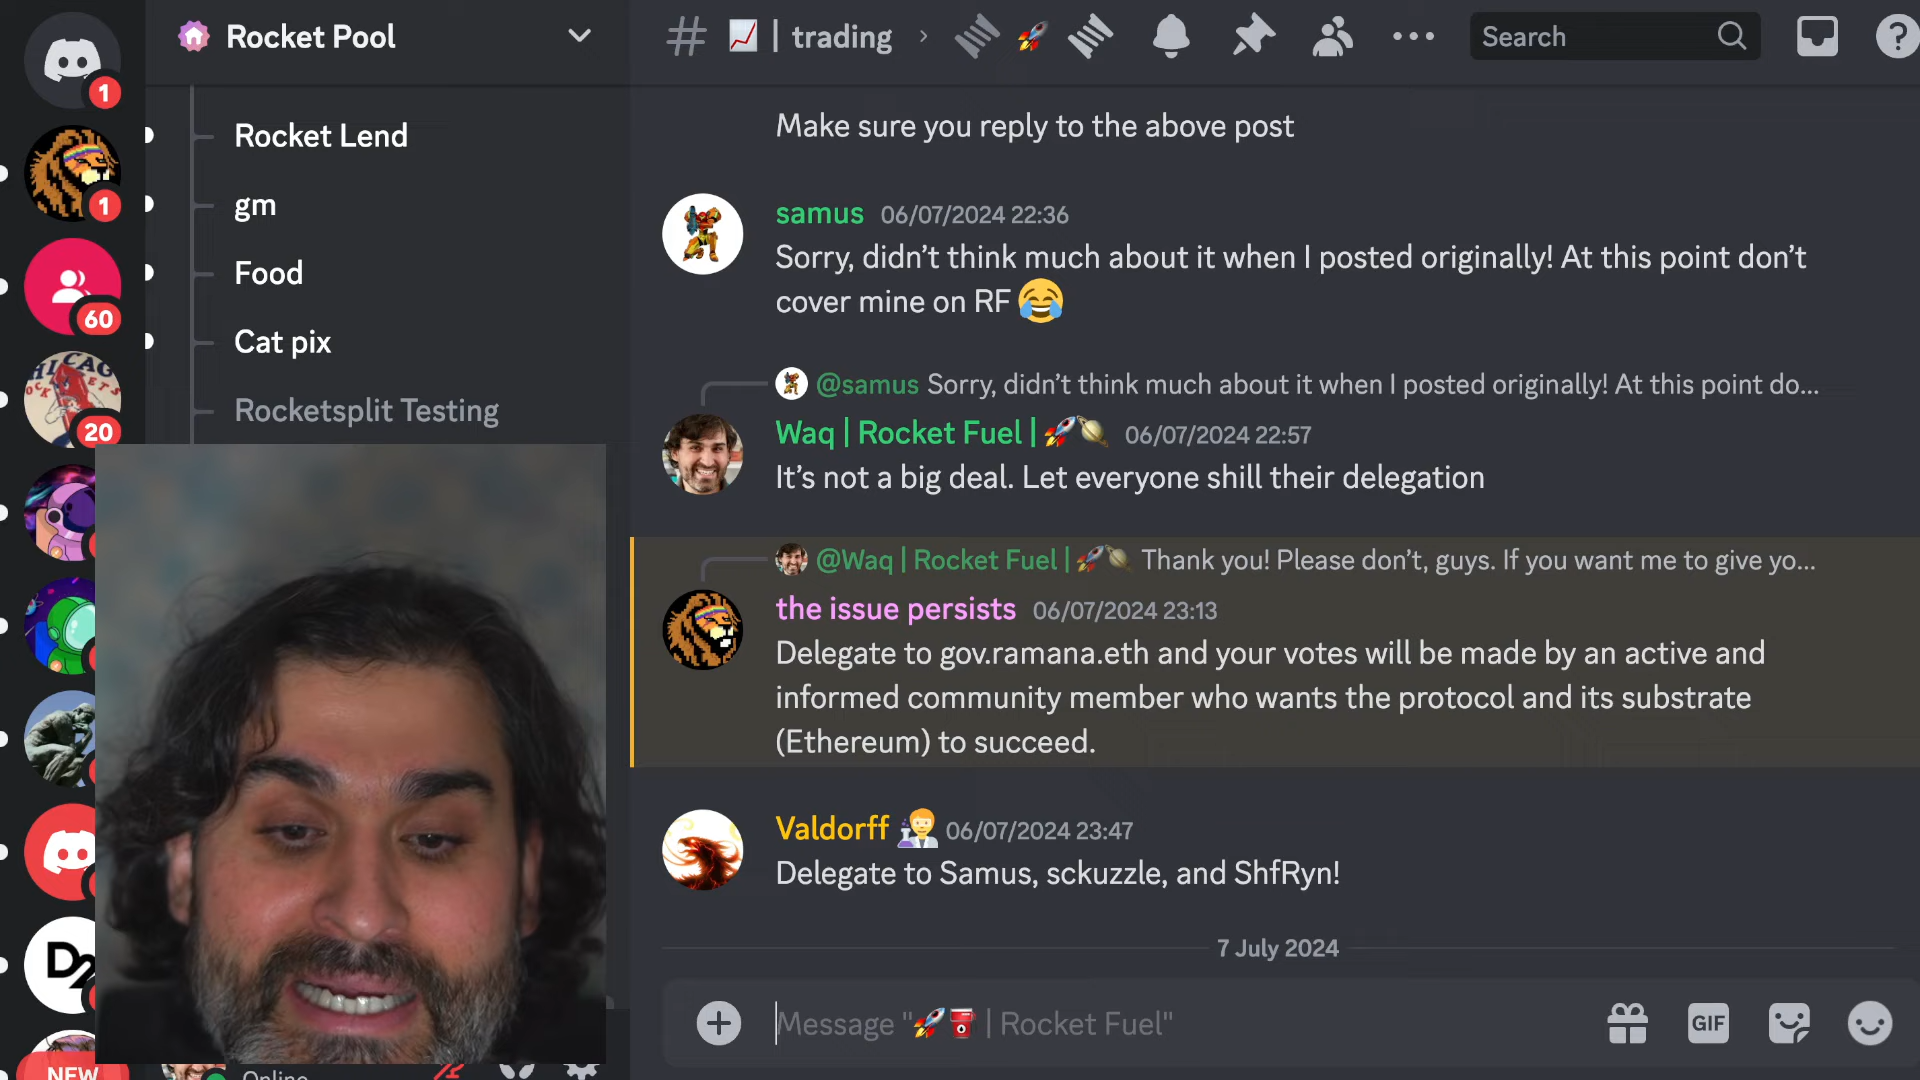 Rocket Pool
Rocket Lend
gm
Food
Cat pix
Rocketsplit Testing
1
1
60
20
NEW
Online
| trading
Search
Make sure you reply to the above post
samus 06/07/2024 22:36
Sorry, didn't think much about it when I posted originally! At this point don't
cover mine on RF 😂
@samus Sorry, didn't think much about it when I posted originally! At this point do...
Waq | Rocket Fuel | 🚀🪐 06/07/2024 22:57
It's not a big deal. Let everyone shill their delegation
@Waq | Rocket Fuel | 🚀🪐 Thank you! Please don't, guys. If you want me to give yo...
the issue persists 06/07/2024 23:13
Delegate to gov.ramana.eth and your votes will be made by an active and
informed community member who wants the protocol and its substrate
(Ethereum) to succeed.
Valdorff 06/07/2024 23:47
Delegate to Samus, sckuzzle, and ShfRyn!
7 July 2024
Message "🚀 | Rocket Fuel"
GIF